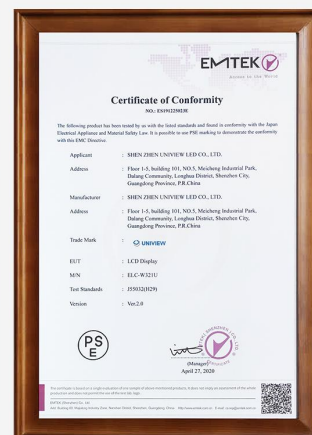 EMTEK
Access to the World
Certificate of Conformity
NO.: ES191225023E
The following product has been tested by us with the listed standards and found in conformity with the Japan
Electrical Appliance and Material Safety Law. It is possible to use PSE marking to demonstrate the conformity
with this EMC Directive.
Applicant : SHEN ZHEN UNIVIEW LED CO., LTD.
Address : Floor 1-5, building 101, NO.5, Meicheng Industrial Park,
Dalang Community, Longhua District, Shenzhen City,
Guangdong Province, P.R.China
Manufacturer : SHEN ZHEN UNIVIEW LED CO., LTD.
Address : Floor 1-5, building 101, NO.5, Meicheng Industrial Park,
Dalang Community, Longhua District, Shenzhen City,
Guangdong Province, P.R.China
Trade Mark : UNIVIEW
EUT : LCD Display
M/N : ELC-W321U
Test Standards : J55032(H29)
Version : Ver.2.0
PS
E
(Manager)
April 27, 2020